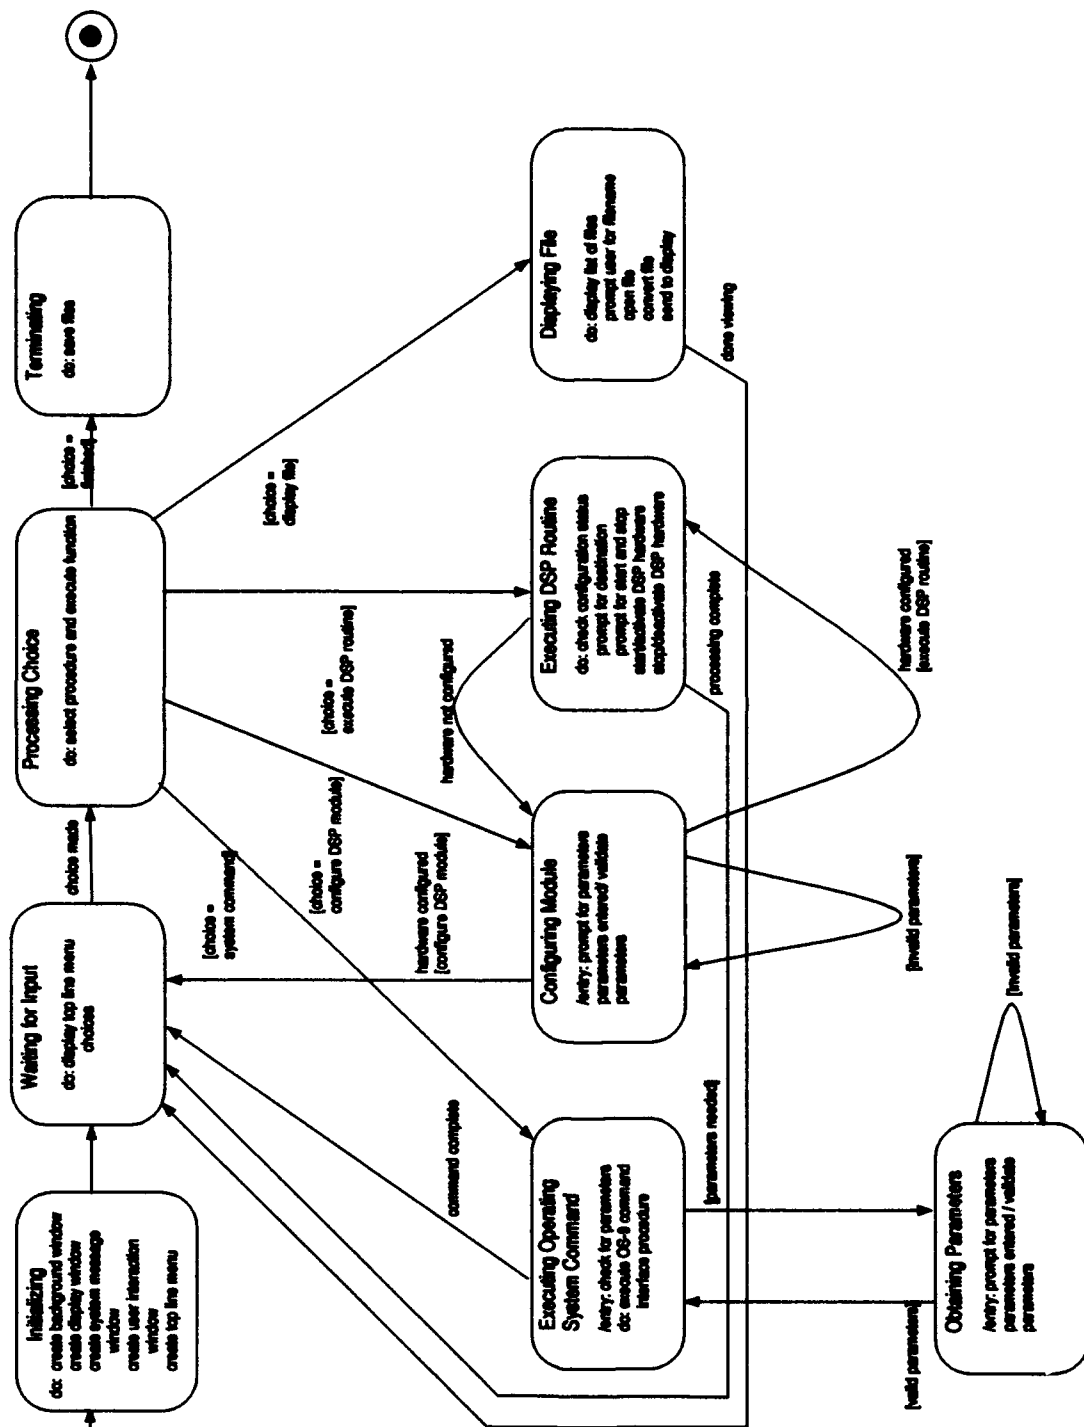 Initializing
do: create background window
create display window
create system message
window
create user interaction
window
create top line menu
Waiting for Input
do: display top line menu
choices
choice made
Processing Choice
do: select procedure and execute function
[choice =
finished]
Terminating
do: save files
[choice =
system command]
[choice =
configure DSP module]
[choice =
execute DSP routine]
[choice =
display file]
command complete
hardware configured
[configure DSP module]
hardware not configured
Executing Operating
System Command
/entry: check for parameters
do: execute OS-9 command
interface procedure
Configuring Module
/entry: prompt for parameters
parameters entered/ validate
parameters
Executing DSP Routine
do: check configuration status
prompt for destination
prompt for start and stop
start/activate DSP hardware
stop/deactivate DSP hardware
Displaying File
do: display list of files
prompt user for filename
open file
convert file
send to display
[parameters needed]
processing complete
done viewing
[valid parameters]
[invalid parameters]
hardware configured
[execute DSP routine]
Obtaining Parameters
/entry: prompt for parameters
parameters entered / validate
parameters
[invalid parameters]